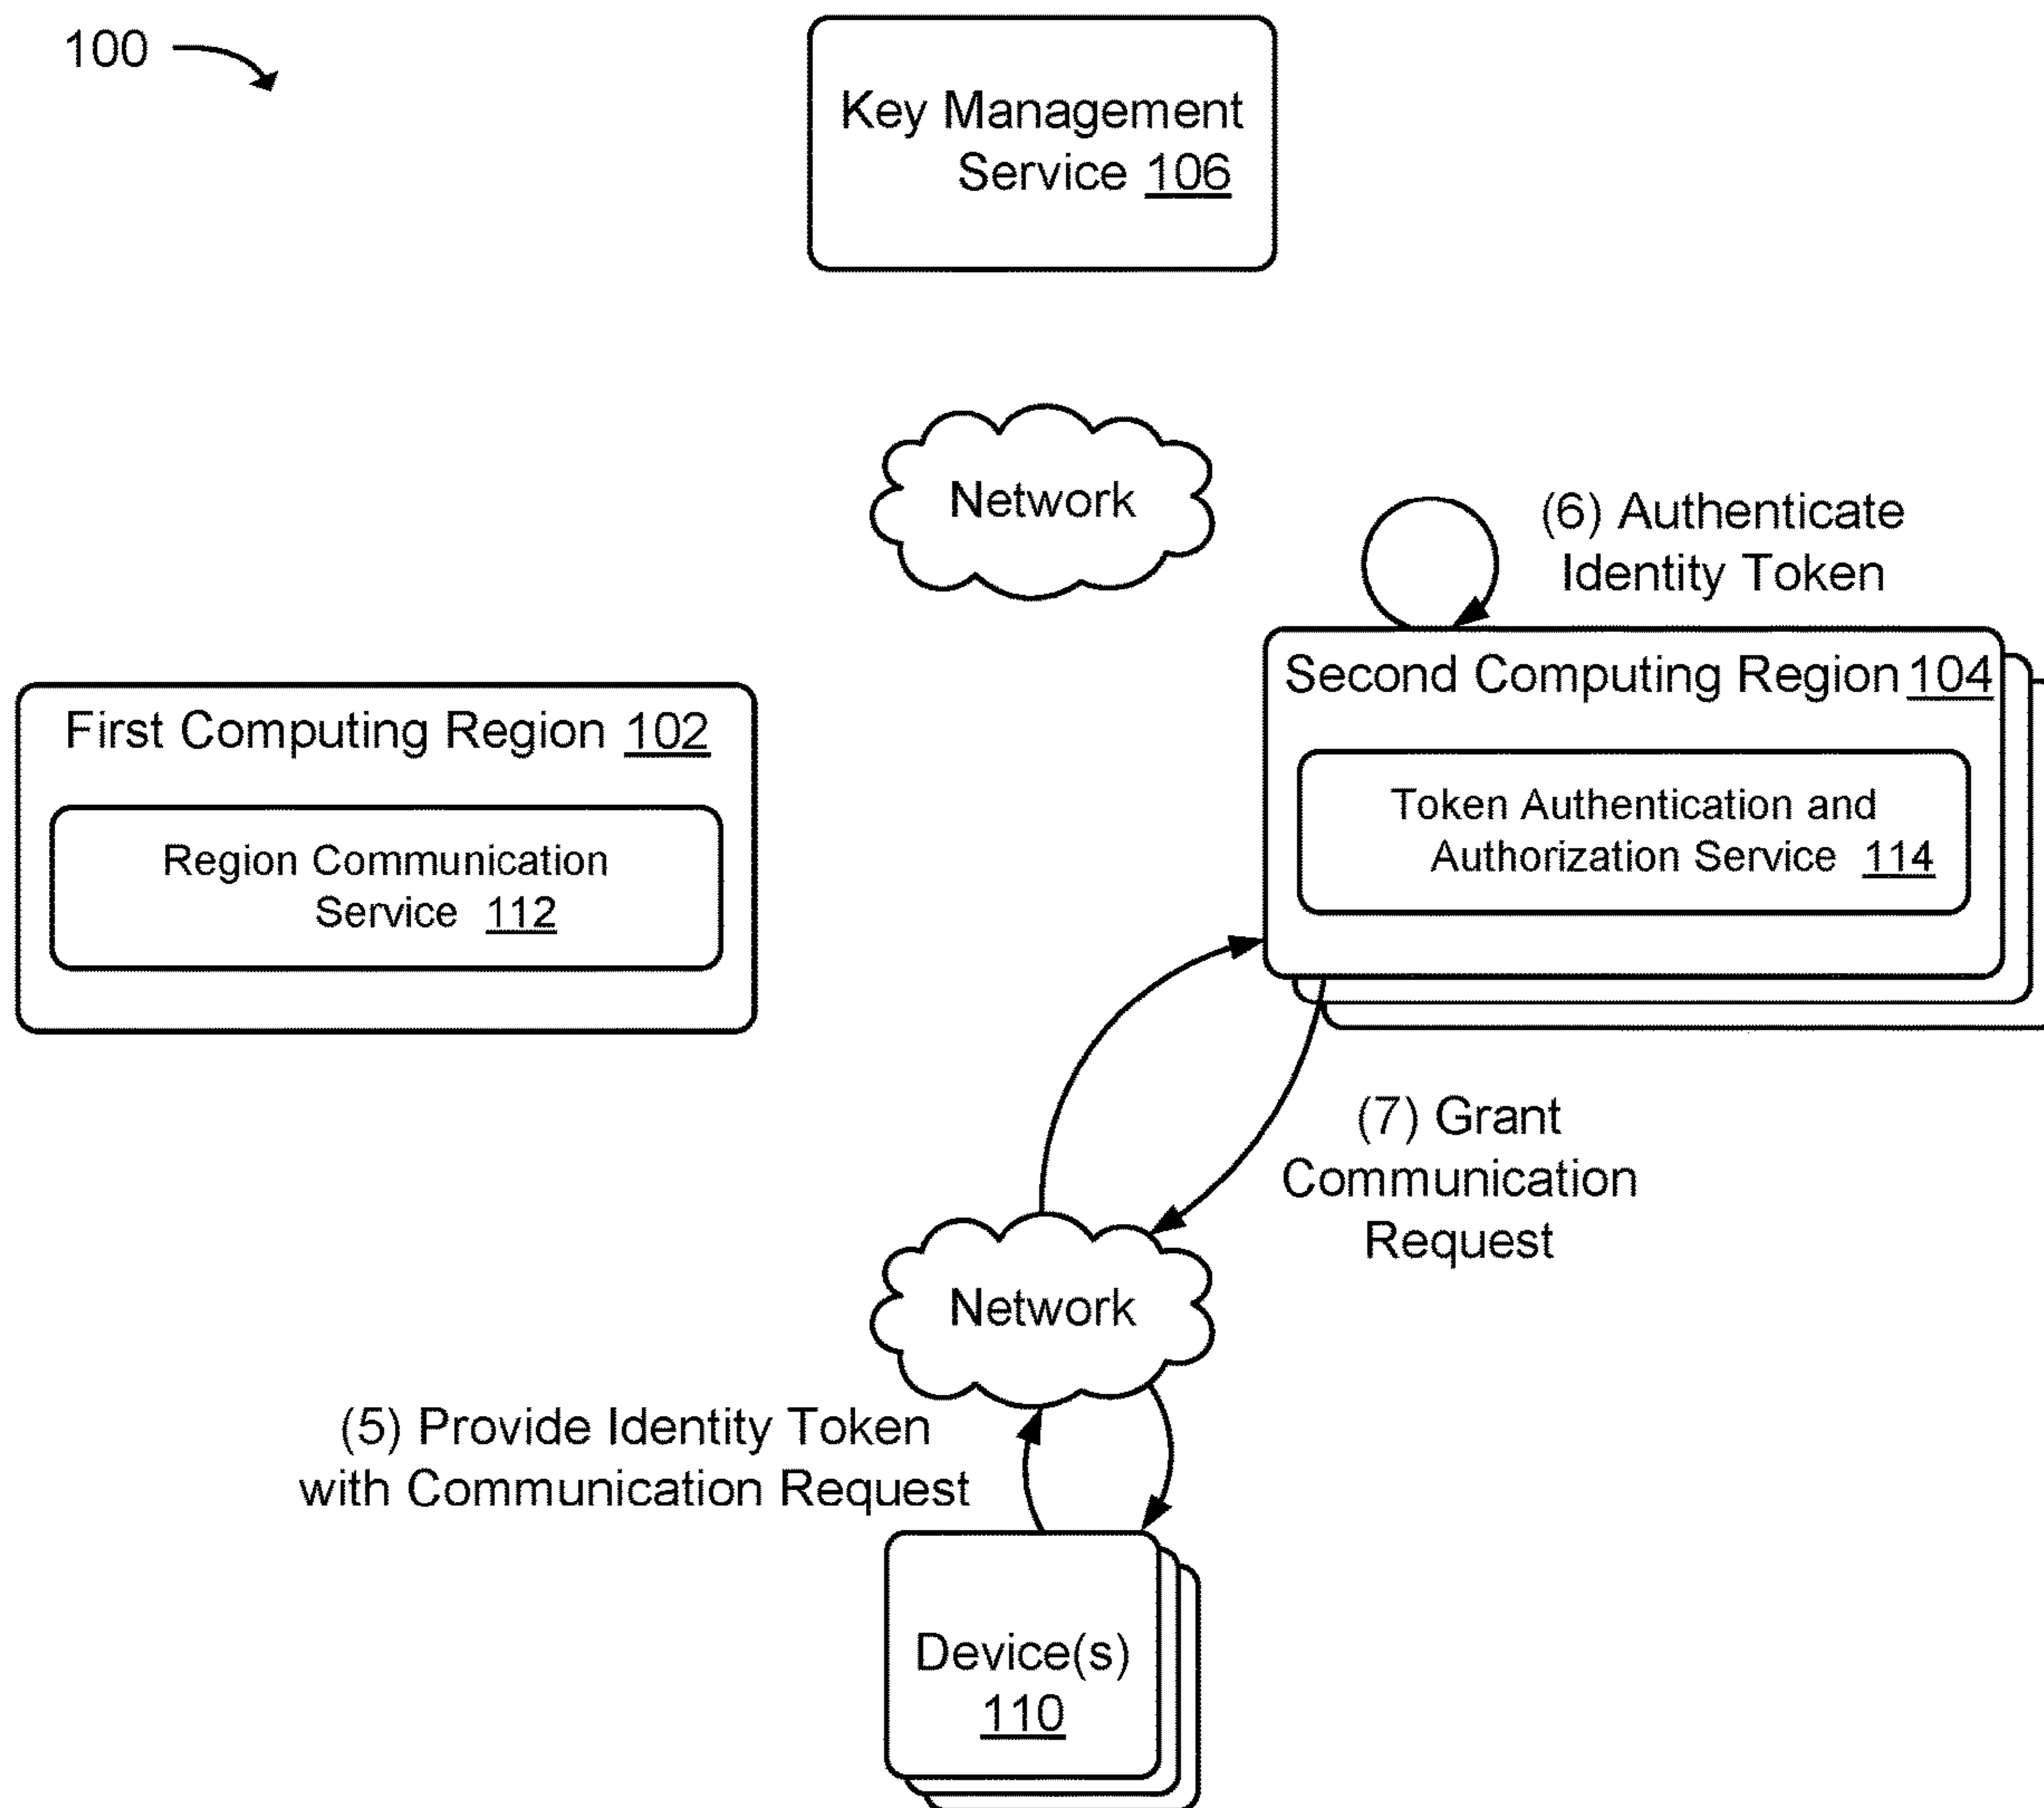 100
Key Management
Service 106
Network
(6) Authenticate
Identity Token
Second Computing Region 104
First Computing Region 102
Token Authentication and
Authorization Service 114
Region Communication
Service 112
(7) Grant
Communication
Request
Network
(5) Provide Identity Token
with Communication Request
Device(s)
110